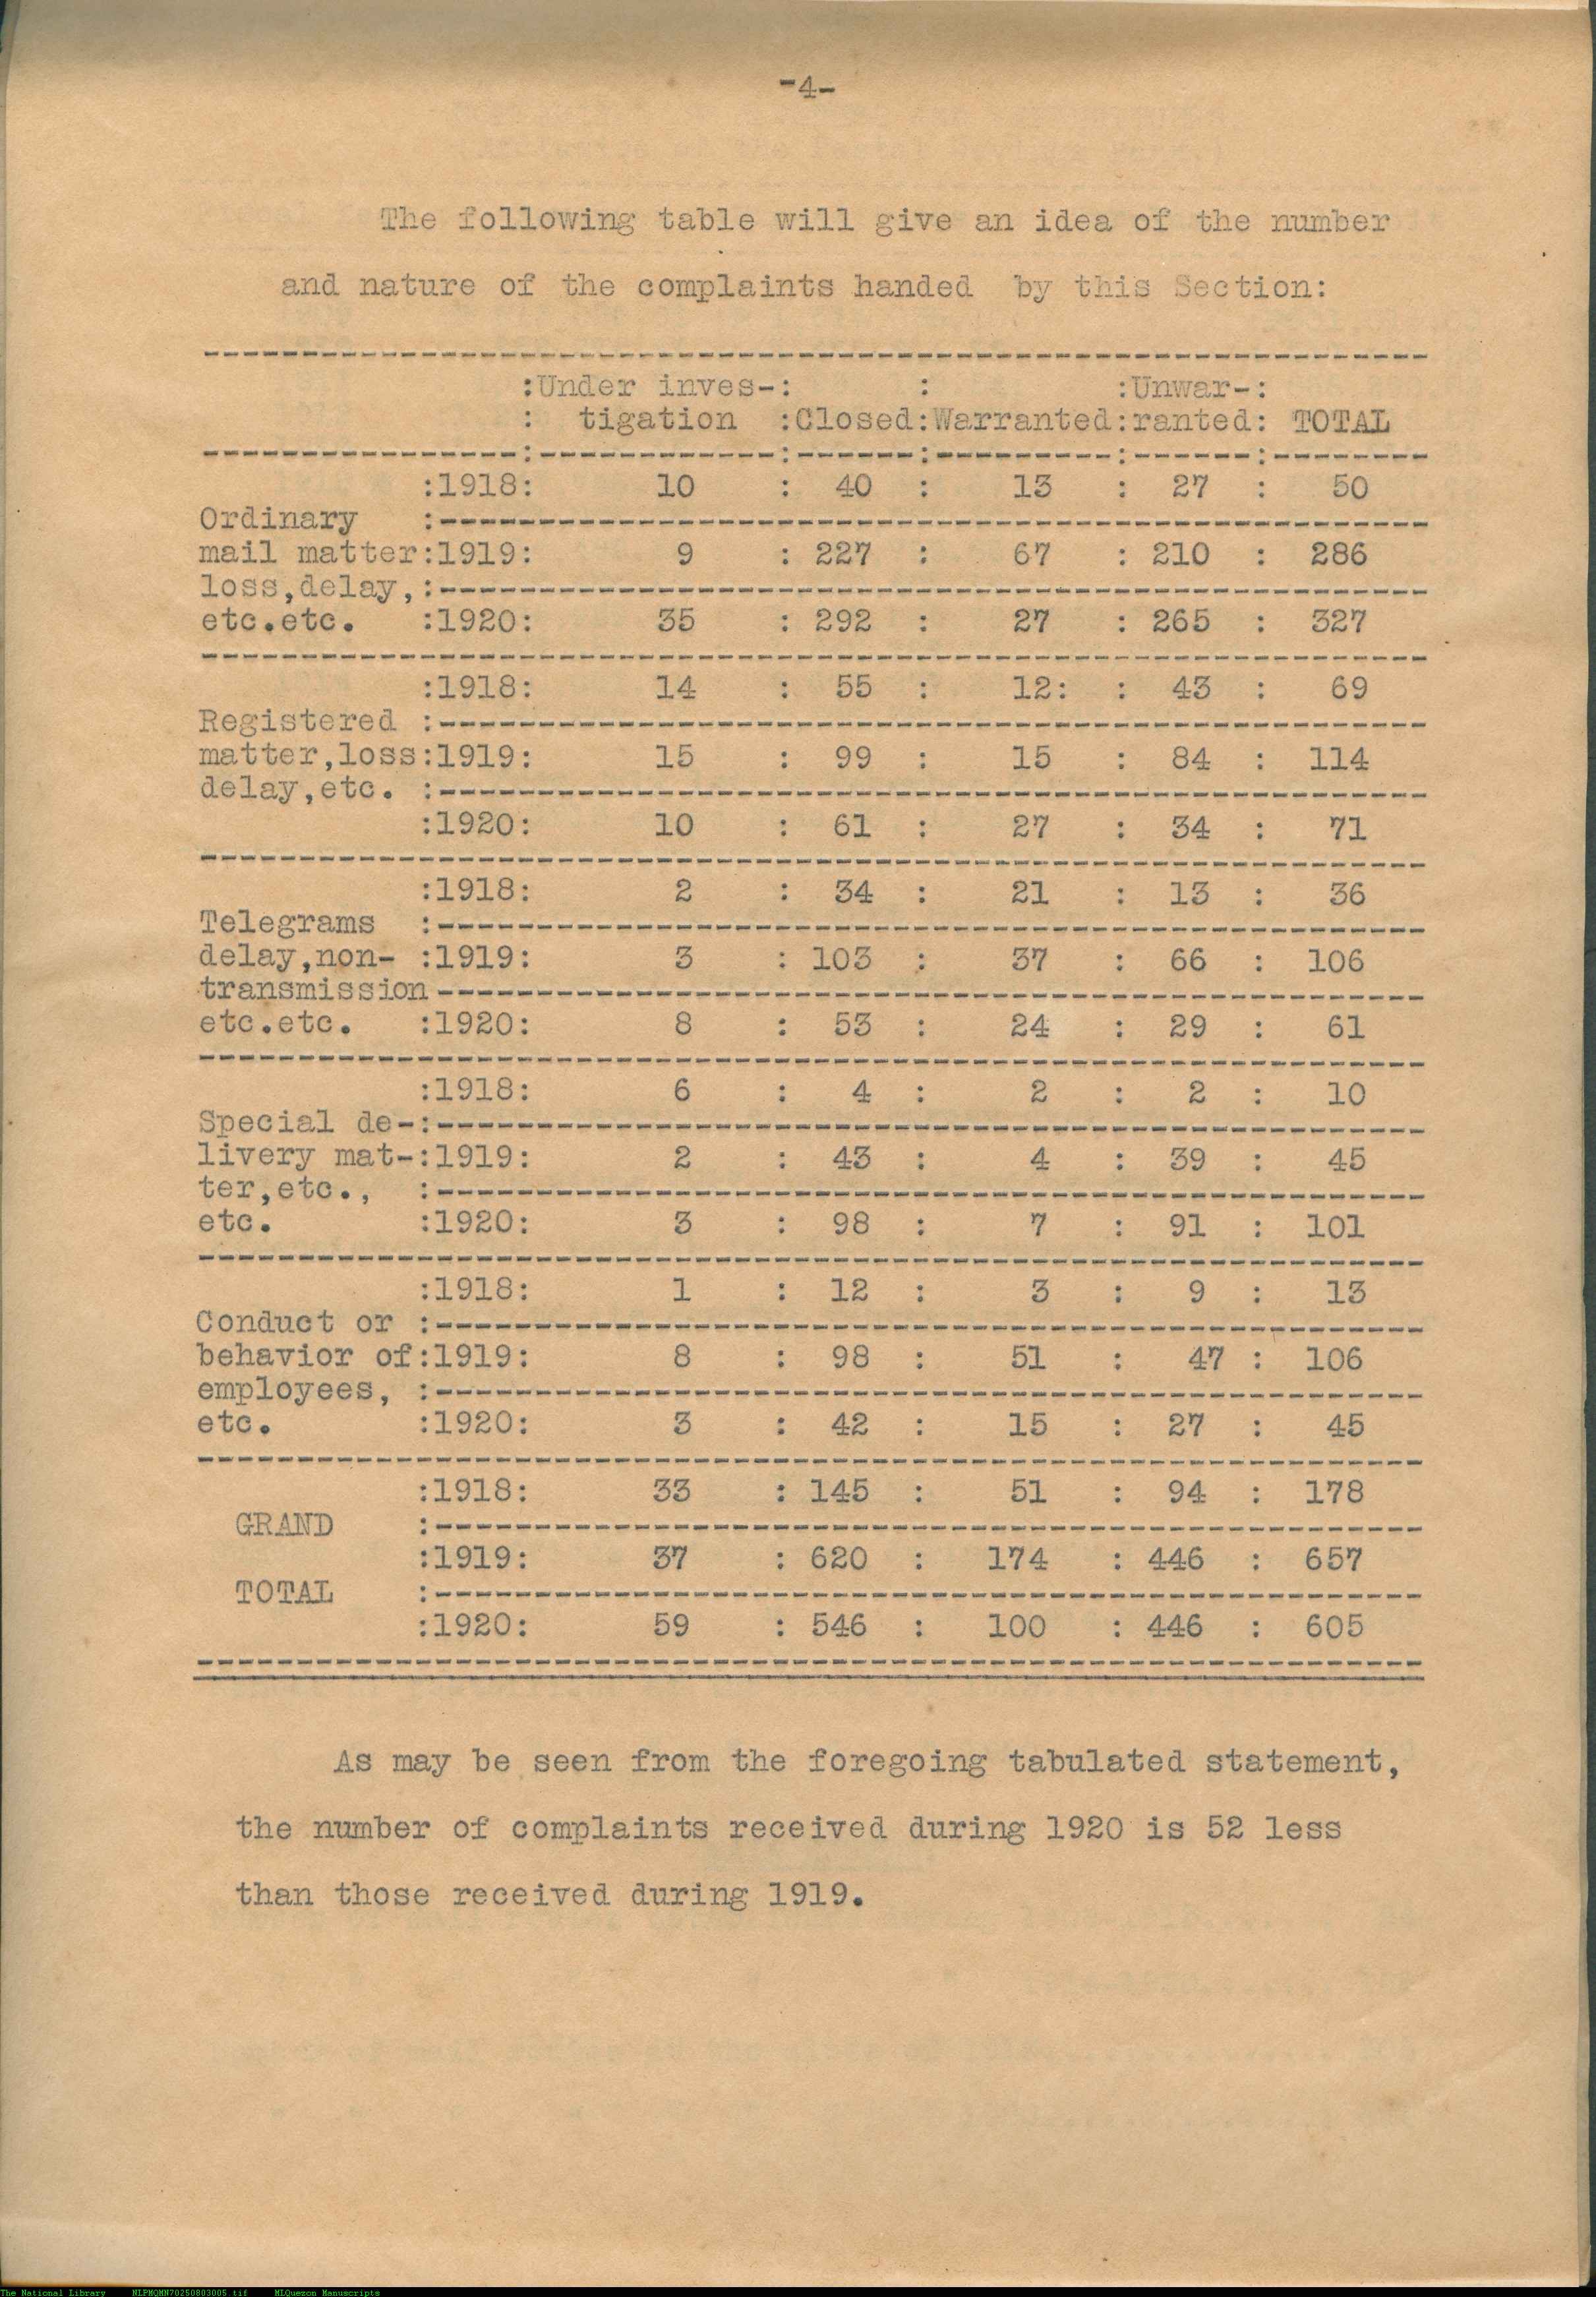 -4-
The following table will give an idea of the number
and nature of the complaints handed by this Section:
:Under inves-: : :Unwar-:
: tigation :Closed:Warranted:ranted: TOTAL
:1918: 10 : 40 : 13 : 27 : 50
Ordinary :
mail matter:1919: 9 : 227 : 67 : 210 : 286
loss,delay, :
etc.etc. :1920: 35 : 292 : 27 : 265 : 327
:1918: 14 : 55 : 12: : 43 : 69
Registered :
matter,loss:1919: 15 : 99 : 15 : 84 : 114
delay,etc. :
:1920: 10 : 61 : 27 : 34 : 71
:1918: 2 : 34 : 21 : 13 : 36
Telegrams :
delay,non- :1919: 3 : 103 : 37 : 66 : 106
transmission
etc.etc. :1920: 8 : 53 : 24 : 29 : 61
:1918: 6 : 4 : 2 : 2 : 10
Special de-:
livery mat-:1919: 2 : 43 : 4 : 39 : 45
ter,etc., :
etc. :1920: 3 : 98 : 7 : 91 : 101
:1918: 1 : 12 : 3 : 9 : 13
Conduct or :
behavior of:1919: 8 : 98 : 51 : 47 : 106
employees, :
etc. :1920: 3 : 42 : 15 : 27 : 45
:1918: 33 : 145 : 51 : 94 : 178
GRAND :
:1919: 37 : 620 : 174 : 446 : 657
TOTAL :
:1920: 59 : 546 : 100 : 446 : 605
As may be seen from the foregoing tabulated statement,
the number of complaints received during 1920 is 52 less
than those received during 1919.
The National Library NLPMQMN70250803005.tif MLQuezon Manuscripts